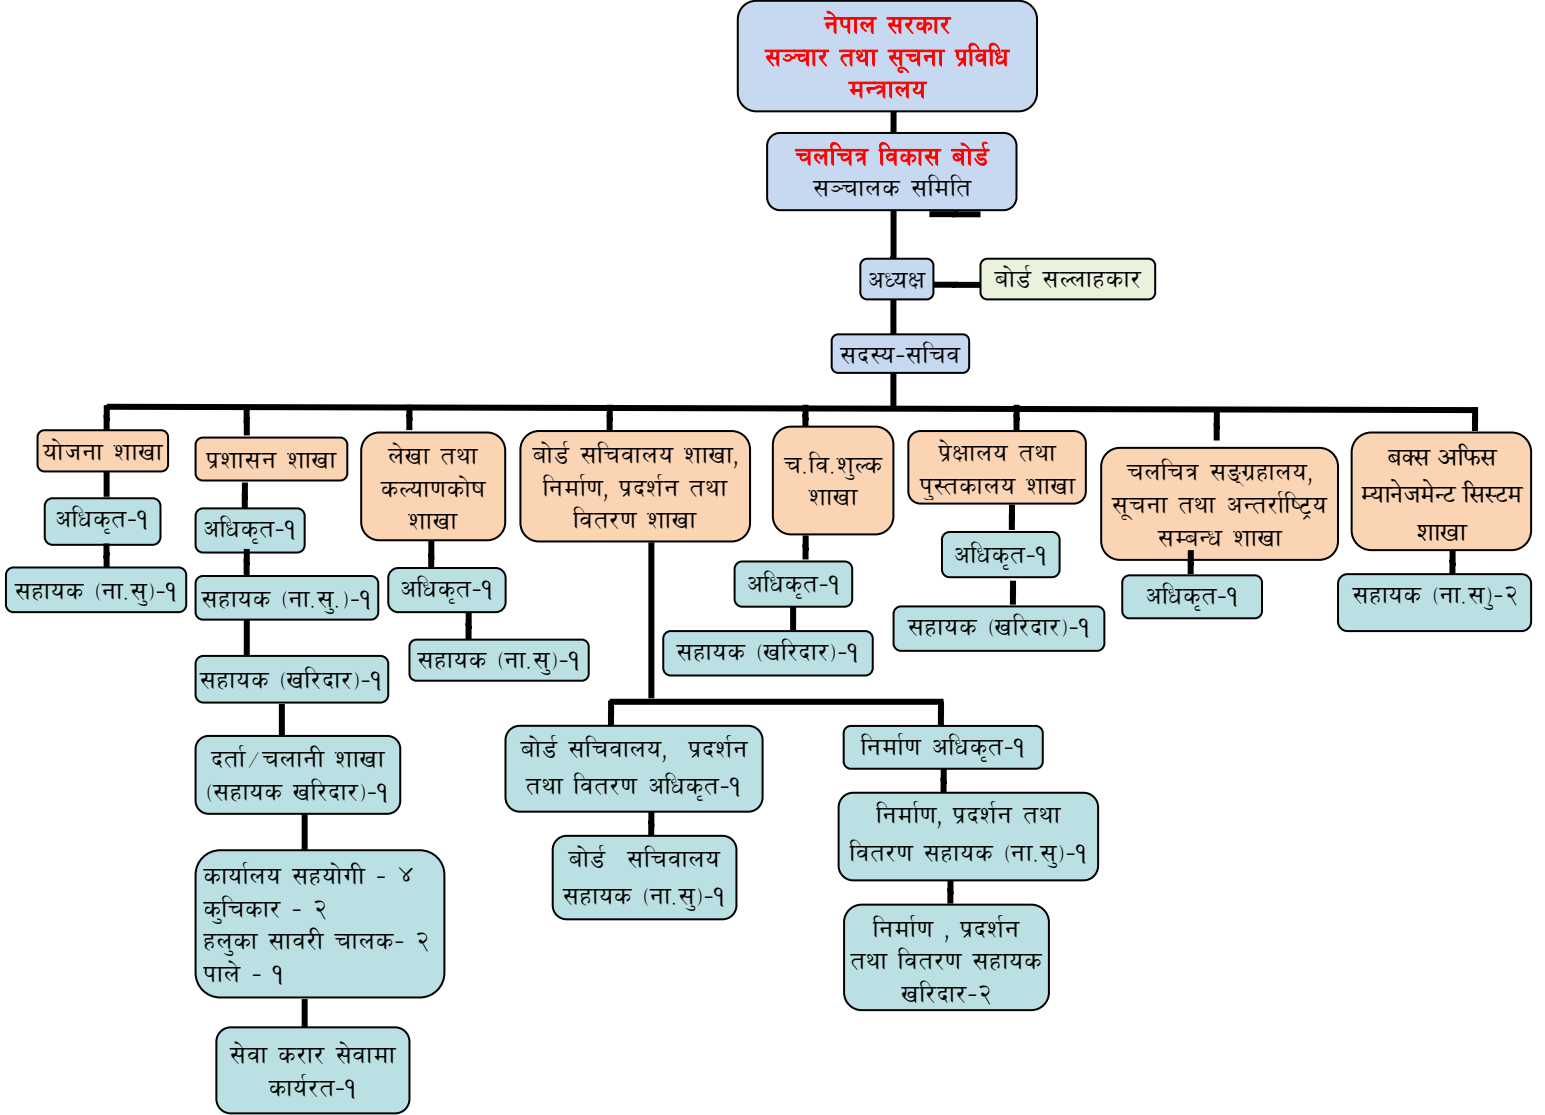 नेपाल सरकार
सञ्चार तथा सूचना प्रविधि
मन्त्रालय
चलचित्र विकास बोर्ड
सञ्चालक समिति
अध्यक्ष
बोर्ड सल्लाहकार
सदस्य-सचिव
योजना शाखा
अधिकृत-१
सहायक (ना.सु)-१
प्रशासन शाखा
अधिकृत-१
सहायक (ना.सु.)-१
सहायक (खरिदार)-१
दर्ता/चलानी शाखा
(सहायक खरिदार)-१
कार्यालय सहयोगी - ४
कुचिकार - २
हलुका सावरी चालक- २
पाले - १
सेवा करार सेवामा
कार्यरत-१
लेखा तथा
कल्याणकोष
शाखा
अधिकृत-१
सहायक (ना.सु)-१
बोर्ड सचिवालय शाखा,
निर्माण, प्रदर्शन तथा
वितरण शाखा
बोर्ड सचिवालय, प्रदर्शन
तथा वितरण अधिकृत-१
बोर्ड सचिवालय
सहायक (ना.सु)-१
निर्माण अधिकृत-१
निर्माण, प्रदर्शन तथा
वितरण सहायक (ना.सु)-१
निर्माण , प्रदर्शन
तथा वितरण सहायक
खरिदार-२
च.वि.शुल्क
शाखा
अधिकृत-१
सहायक (खरिदार)-१
प्रेक्षालय तथा
पुस्तकालय शाखा
अधिकृत-१
सहायक (खरिदार)-१
चलचित्र सङ्ग्रहालय,
सूचना तथा अन्तर्राष्ट्रिय
सम्बन्ध शाखा
अधिकृत-१
बक्स अफिस
म्यानेजमेन्ट सिस्टम
शाखा
सहायक (ना.सु)-२